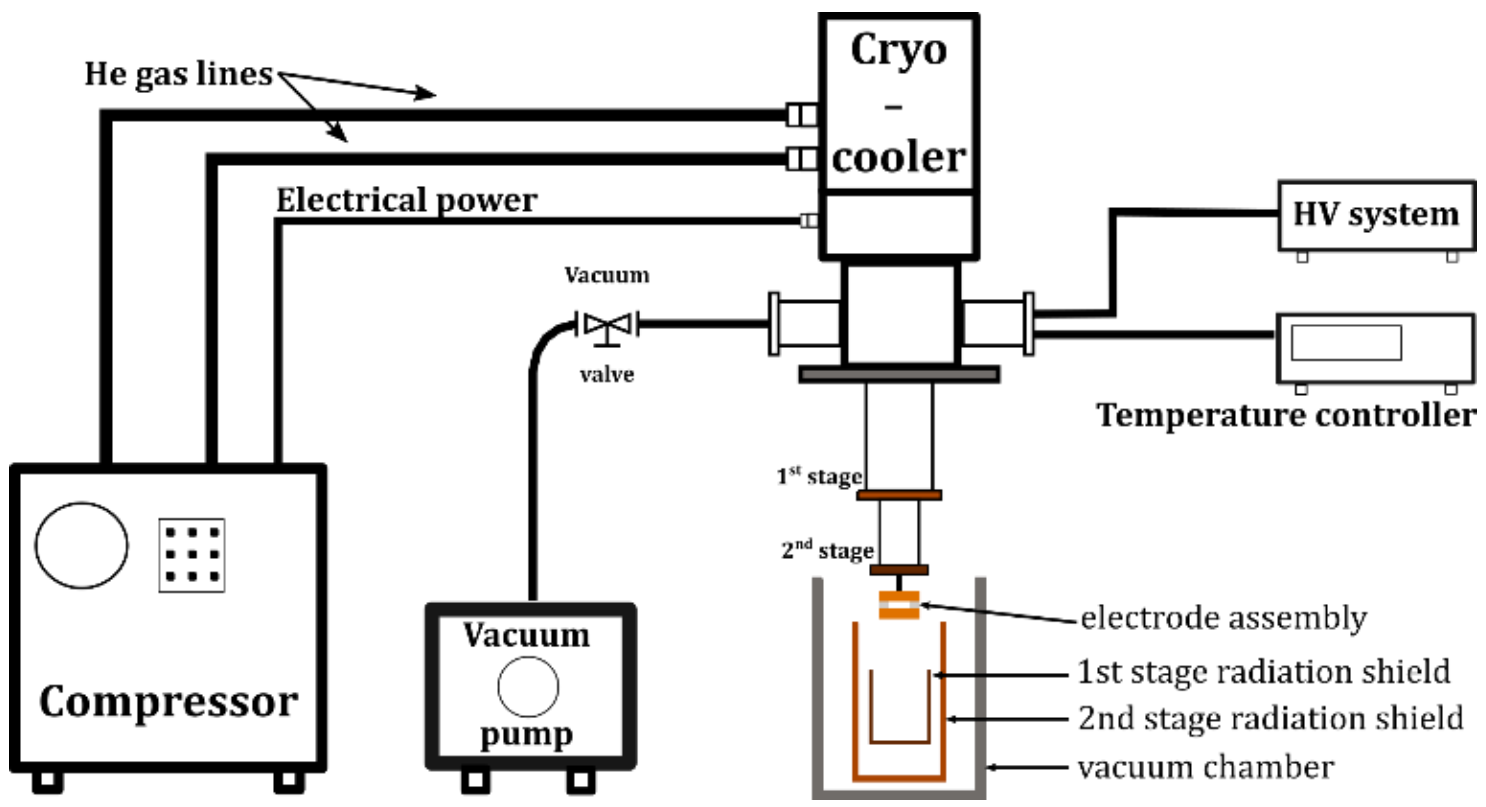 Cryo
–
cooler
He gas lines
Electrical power
HV system
Vacuum
valve
Temperature controller
1st stage
2nd stage
Compressor
Vacuum
pump
electrode assembly
1st stage radiation shield
2nd stage radiation shield
vacuum chamber